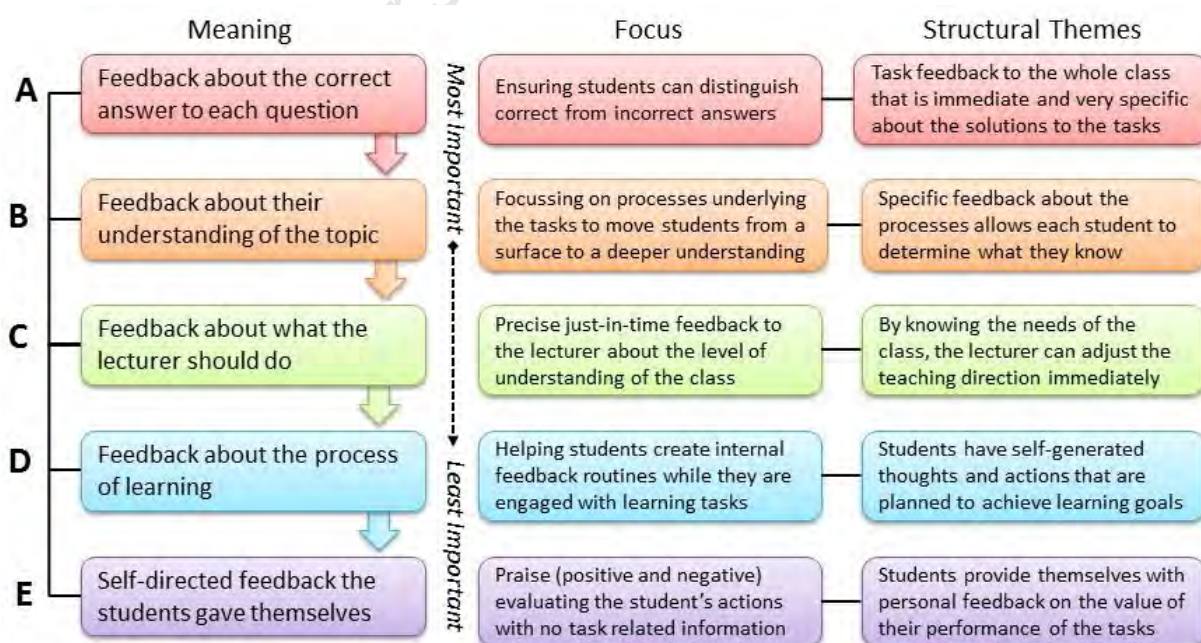 Meaning
Focus
Structural Themes
A
Feedback about the correct
answer to each question
Most Important
Ensuring students can distinguish
correct from incorrect answers
Task feedback to the whole class
that is immediate and very specific
about the solutions to the tasks
B
Feedback about their
understanding of the topic
Focussing on processes underlying
the tasks to move students from a
surface to a deeper understanding
Specific feedback about the
processes allows each student to
determine what they know
C
Feedback about what the
lecturer should do
Precise just-in-time feedback to
the lecturer about the level of
understanding of the class
By knowing the needs of the
class, the lecturer can adjust the
teaching direction immediately
D
Feedback about the process
of learning
Least Important
Helping students create internal
feedback routines while they are
engaged with learning tasks
Students have self-generated
thoughts and actions that are
planned to achieve learning goals
E
Self-directed feedback the
students gave themselves
Praise (positive and negative)
evaluating the student's actions
with no task related information
Students provide themselves with
personal feedback on the value of
their performance of the tasks